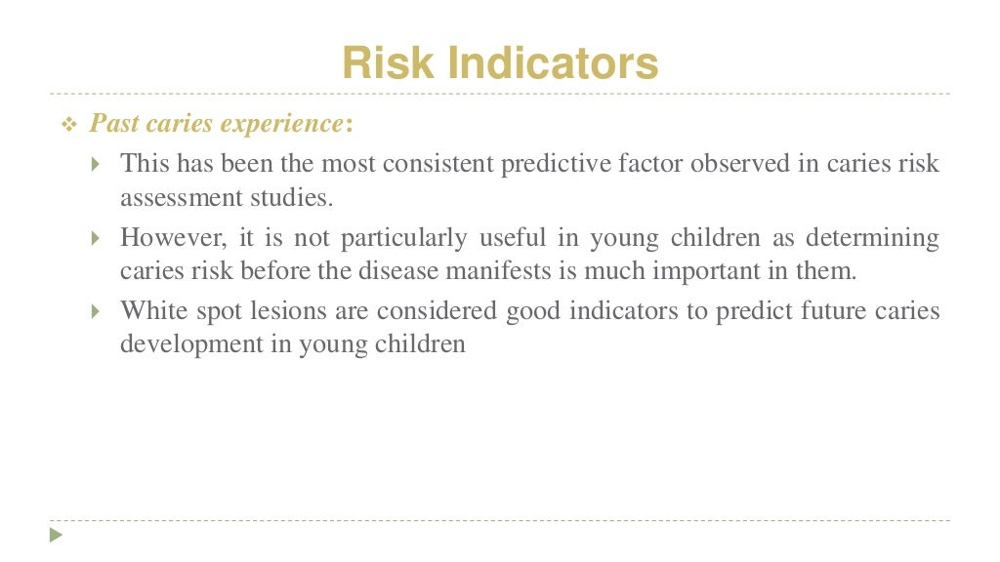 Risk Indicators
❖ Past caries experience:
This has been the most consistent predictive factor observed in caries risk
assessment studies.
However, it is not particularly useful in young children as determining
caries risk before the disease manifests is much important in them.
White spot lesions are considered good indicators to predict future caries
development in young children